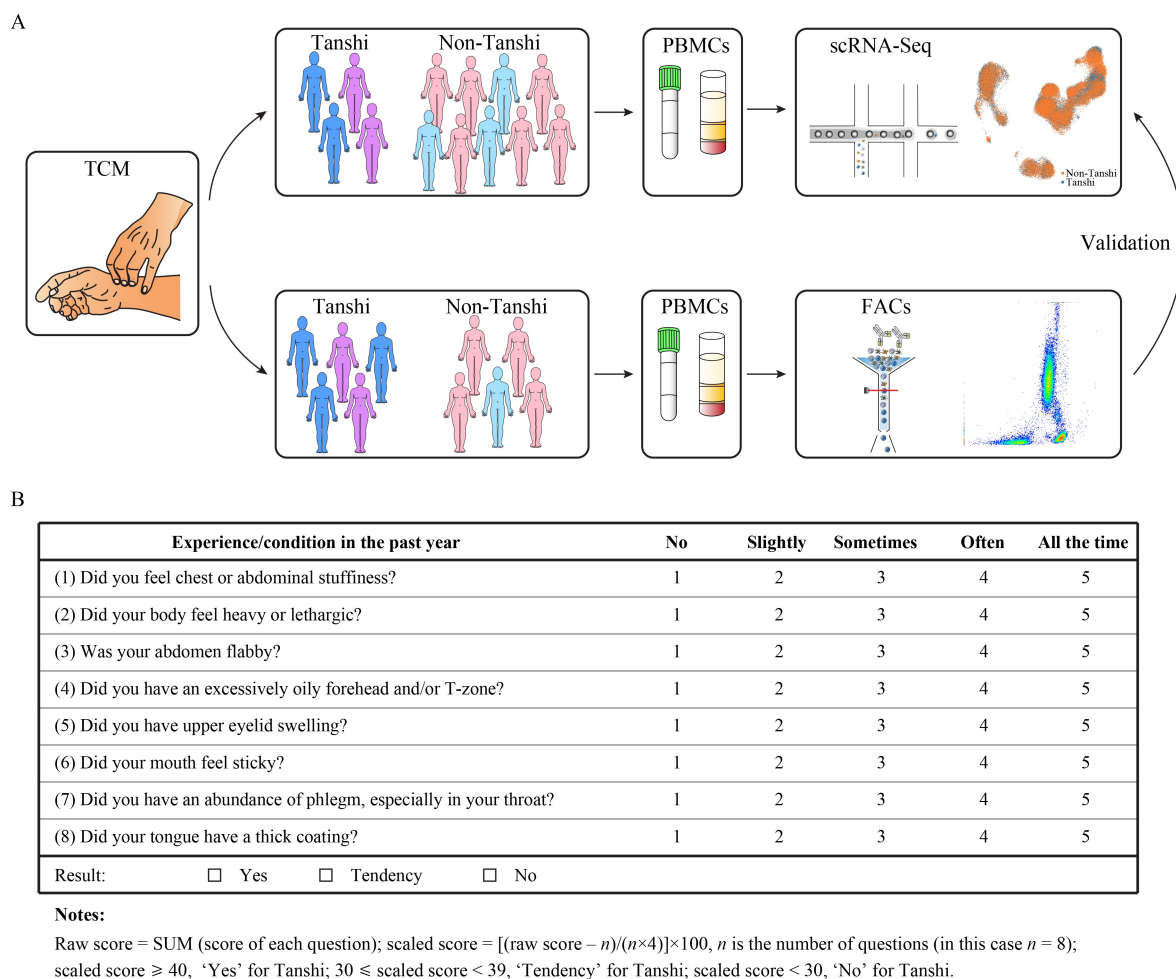 A
Tanshi Non-Tanshi PBMCs scRNA-Seq
Non-Tanshi
Tanshi
TCM
Validation
Tanshi Non-Tanshi PBMCs FACs
B
Experience/condition in the past year No Slightly Sometimes Often All the time
(1) Did you feel chest or abdominal stuffiness? 1 2 3 4 5
(2) Did your body feel heavy or lethargic? 1 2 3 4 5
(3) Was your abdomen flabby? 1 2 3 4 5
(4) Did you have an excessively oily forehead and/or T-zone? 1 2 3 4 5
(5) Did you have upper eyelid swelling? 1 2 3 4 5
(6) Did your mouth feel sticky? 1 2 3 4 5
(7) Did you have an abundance of phlegm, especially in your throat? 1 2 3 4 5
(8) Did your tongue have a thick coating? 1 2 3 4 5
Result: □ Yes □ Tendency □ No
Notes:
Raw score = SUM (score of each question); scaled score = [(raw score – n)/(n×4)]×100, n is the number of questions (in this case n = 8);
scaled score ⩾ 40, ‘Yes’ for Tanshi; 30 ⩽ scaled score < 39, ‘Tendency’ for Tanshi; scaled score < 30, ‘No’ for Tanshi.